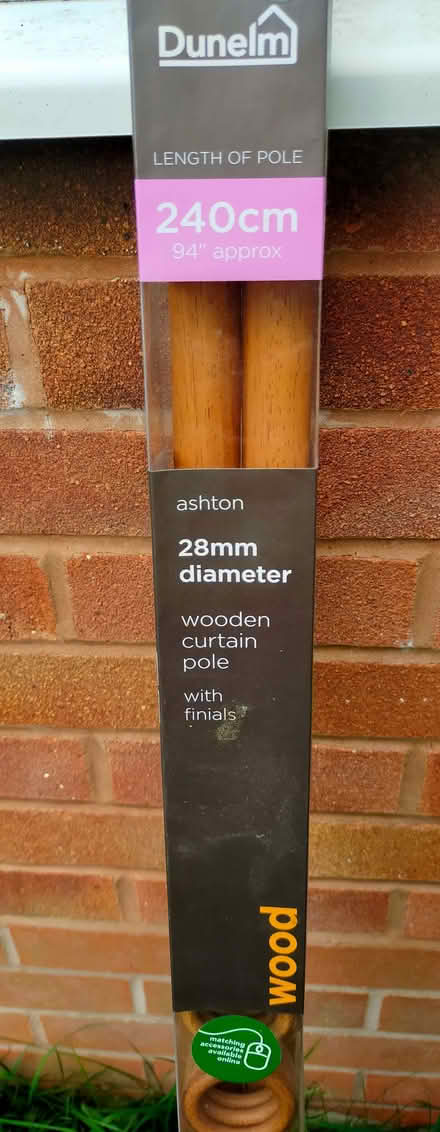 Dunelm
LENGTH OF POLE
240cm
94" approx
ashton
28mm
diameter
wooden
curtain
pole
with
finials
wood
matching
accessories
available
online